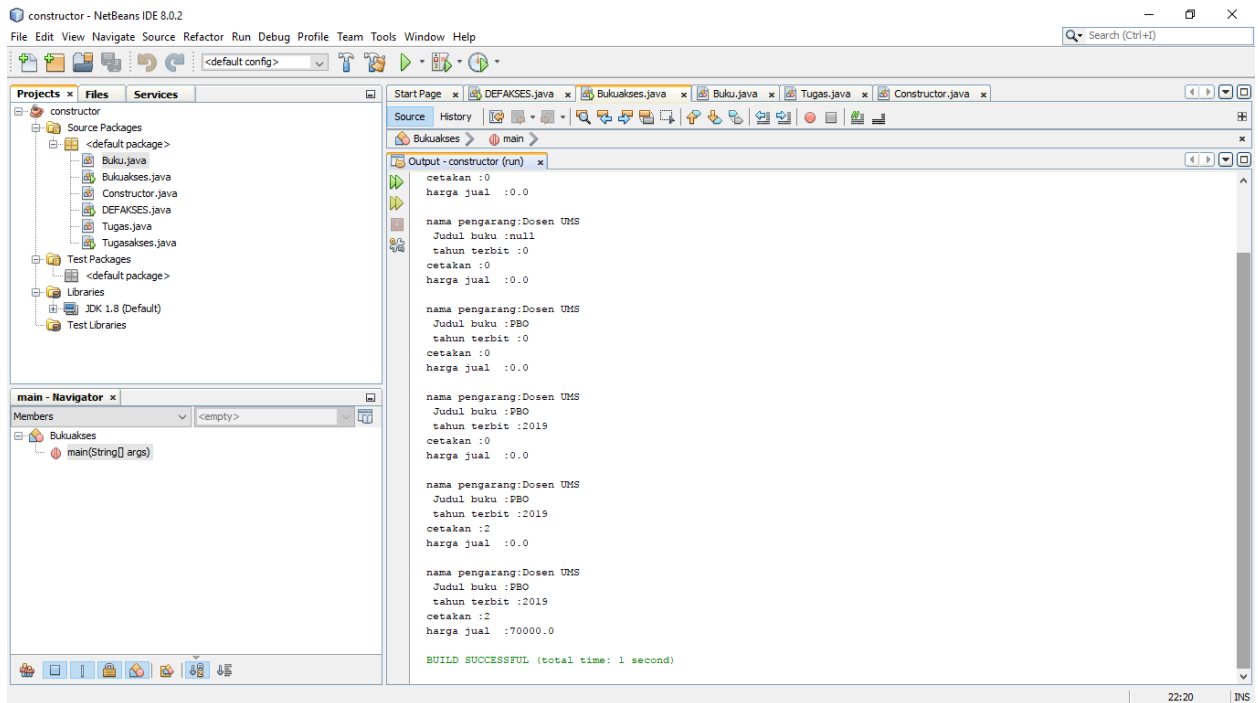 constructor - NetBeans IDE 8.0.2
File Edit View Navigate Source Refactor Run Debug Profile Team Tools Window Help
Search (Ctrl+I)
<default config>
Projects × Files Services
constructor
Source Packages
<default package>
Buku.java
Bukuakses.java
Constructor.java
DEFAKSES.java
Tugas.java
Tugasakses.java
Test Packages
<default package>
Libraries
JDK 1.8 (Default)
Test Libraries
main - Navigator ×
Members <empty>
Bukuakses
main(String[] args)
Start Page × DEFAKSES.java × Bukuakses.java × Buku.java × Tugas.java × Constructor.java ×
Source History
Bukuakses main
Output - constructor (run) ×
cetakan :0
harga jual  :0.0
nama pengarang:Dosen UMS
Judul buku :null
tahun terbit :0
cetakan :0
harga jual  :0.0
nama pengarang:Dosen UMS
Judul buku :PBO
tahun terbit :0
cetakan :0
harga jual  :0.0
nama pengarang:Dosen UMS
Judul buku :PBO
tahun terbit :2019
cetakan :0
harga jual  :0.0
nama pengarang:Dosen UMS
Judul buku :PBO
tahun terbit :2019
cetakan :2
harga jual  :0.0
nama pengarang:Dosen UMS
Judul buku :PBO
tahun terbit :2019
cetakan :2
harga jual  :70000.0
BUILD SUCCESSFUL (total time: 1 second)
22:20 INS